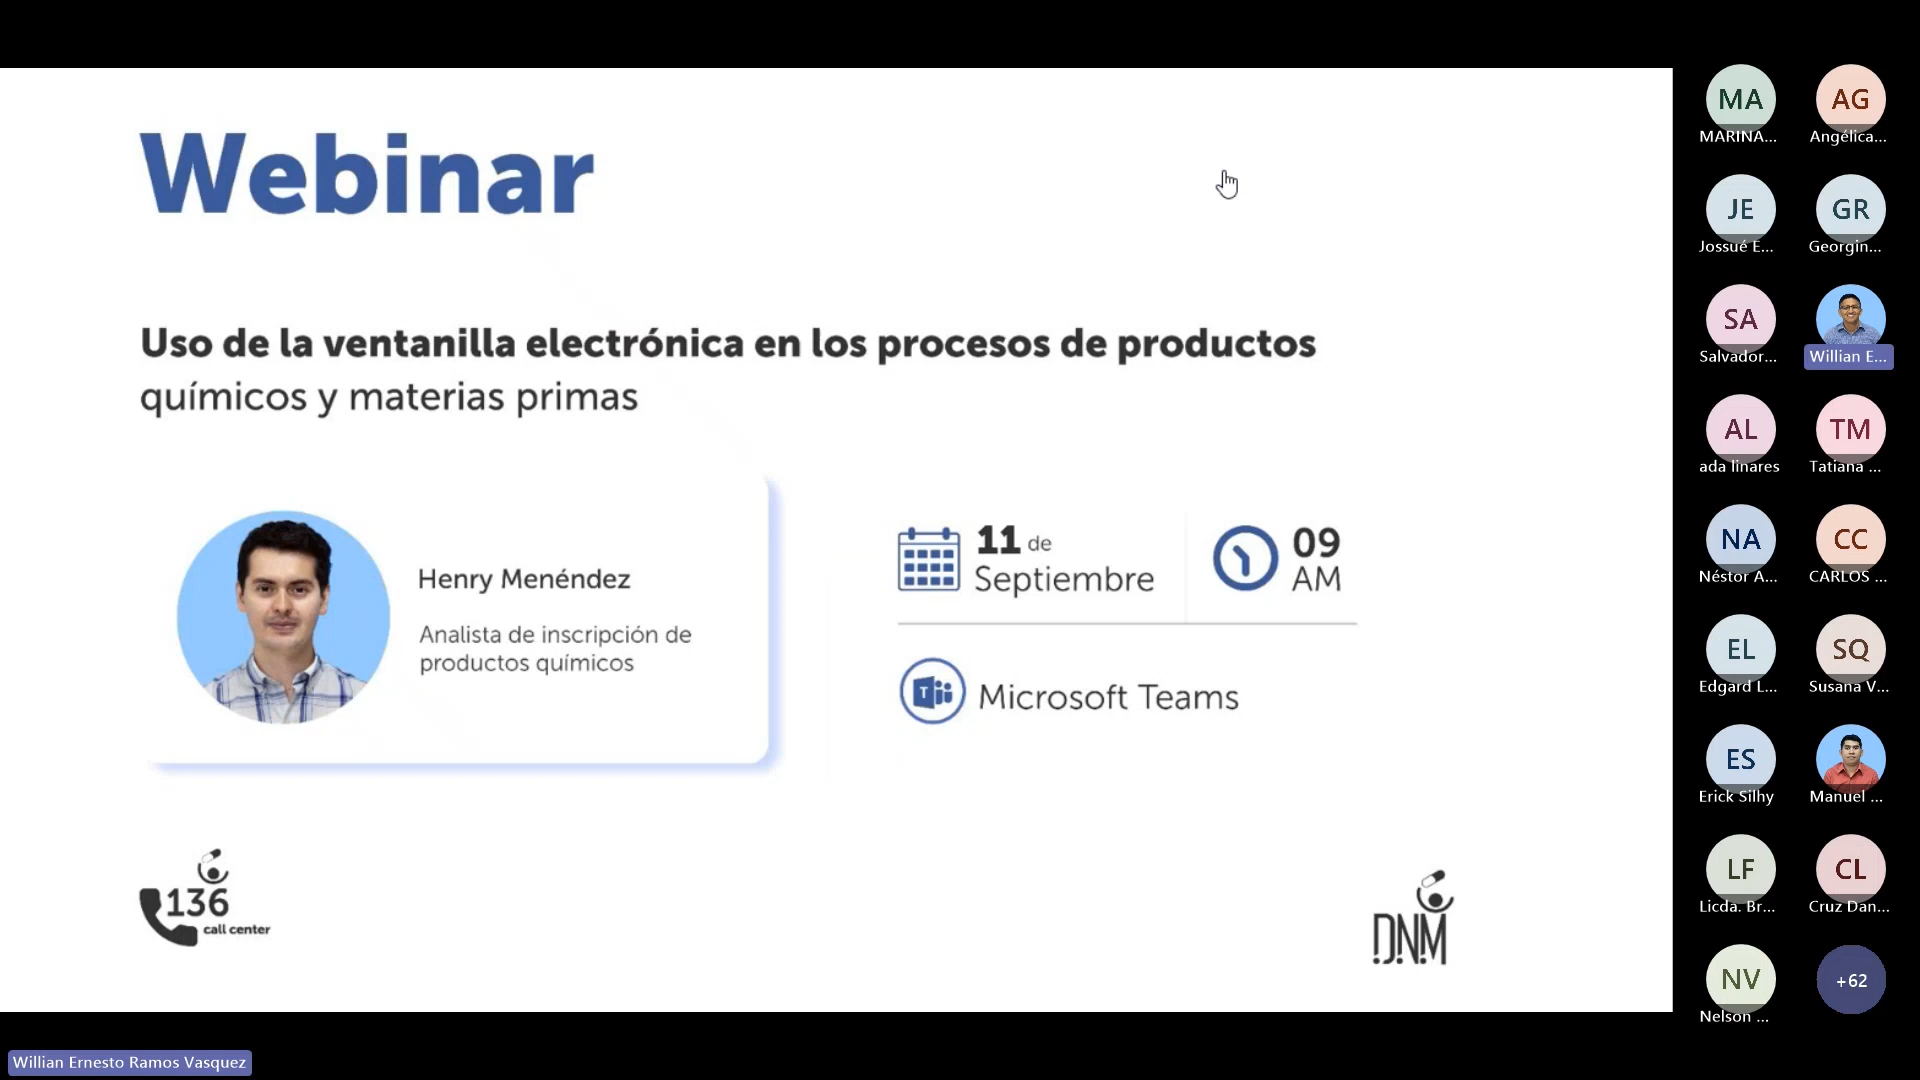 Webinar
Uso de la ventanilla electrónica en los procesos de productos
químicos y materias primas
Henry Menéndez
Analista de inscripción de
productos químicos
11 de
Septiembre
09
AM
T
Microsoft Teams
136
call center
DNM
MA
MARINA...
AG
Angélica...
JE
Jossué E...
GR
Georgin...
SA
Salvador...
Willian E...
AL
ada linares
TM
Tatiana ...
NA
Néstor A...
CC
CARLOS ...
EL
Edgard L...
SQ
Susana V...
ES
Erick Silhy
Manuel ...
LF
Licda. Br...
CL
Cruz Dan...
NV
Nelson ...
+62
Willian Ernesto Ramos Vasquez